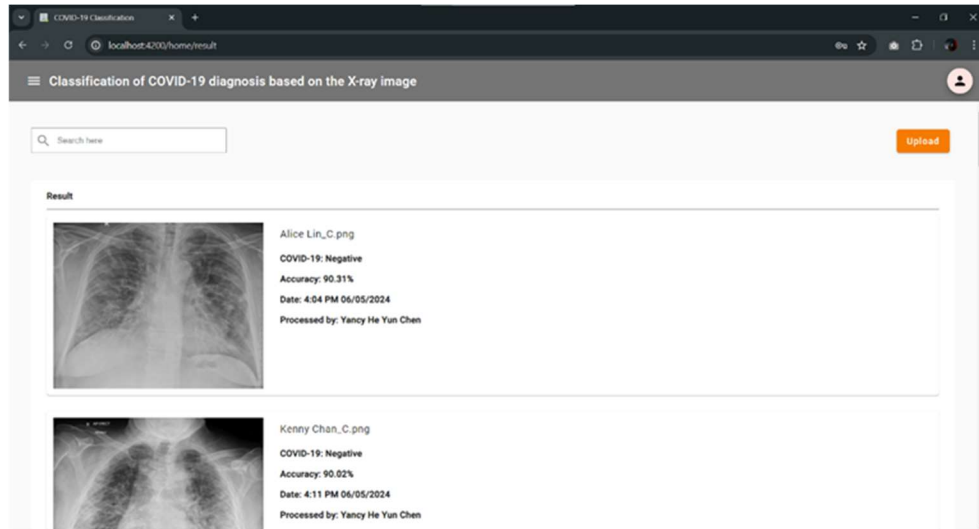 COVID-19 Classification
localhost:4200/home/result
Classification of COVID-19 diagnosis based on the X-ray image
Search here
Upload
Result
Alice Lin_C.png
COVID-19: Negative
Accuracy: 90.31%
Date: 4:04 PM 06/05/2024
Processed by: Yancy He Yun Chen
Kenny Chan_C.png
COVID-19: Negative
Accuracy: 90.02%
Date: 4:11 PM 06/05/2024
Processed by: Yancy He Yun Chen